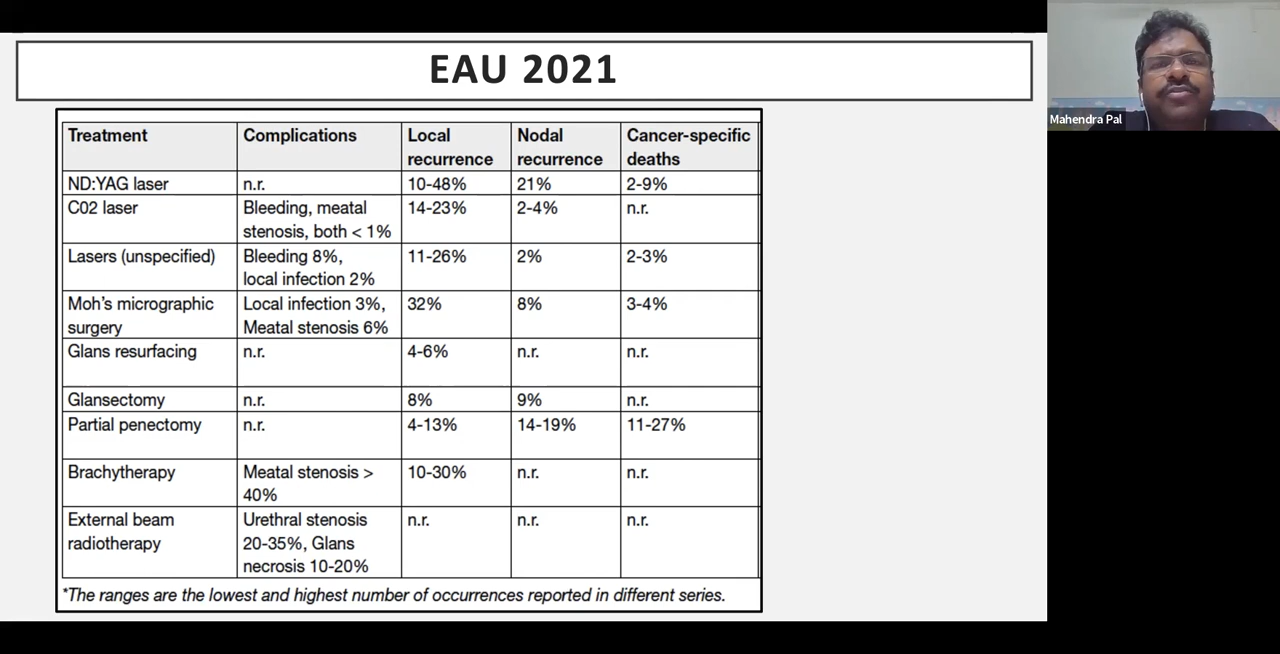 EAU 2021
Mahendra Pal
Treatment Complications Local recurrence Nodal recurrence Cancer-specific deaths
ND:YAG laser n.r. 10-48% 21% 2-9%
C02 laser Bleeding, meatal stenosis, both < 1% 14-23% 2-4% n.r.
Lasers (unspecified) Bleeding 8%, local infection 2% 11-26% 2% 2-3%
Moh's micrographic surgery Local infection 3%, Meatal stenosis 6% 32% 8% 3-4%
Glans resurfacing n.r. 4-6% n.r. n.r.
Glansectomy n.r. 8% 9% n.r.
Partial penectomy n.r. 4-13% 14-19% 11-27%
Brachytherapy Meatal stenosis > 40% 10-30% n.r. n.r.
External beam radiotherapy Urethral stenosis 20-35%, Glans necrosis 10-20% n.r. n.r. n.r.
*The ranges are the lowest and highest number of occurrences reported in different series.